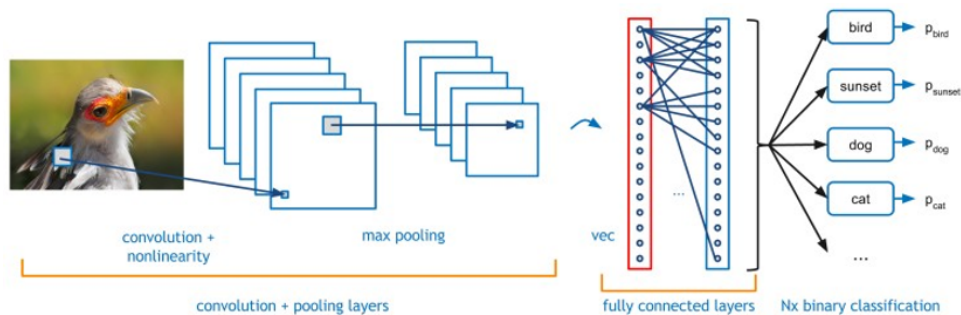 convolution +
nonlinearity
max pooling
convolution + pooling layers
vec
...
fully connected layers
bird
p_bird
sunset
p_sunset
dog
p_dog
cat
p_cat
...
Nx binary classification